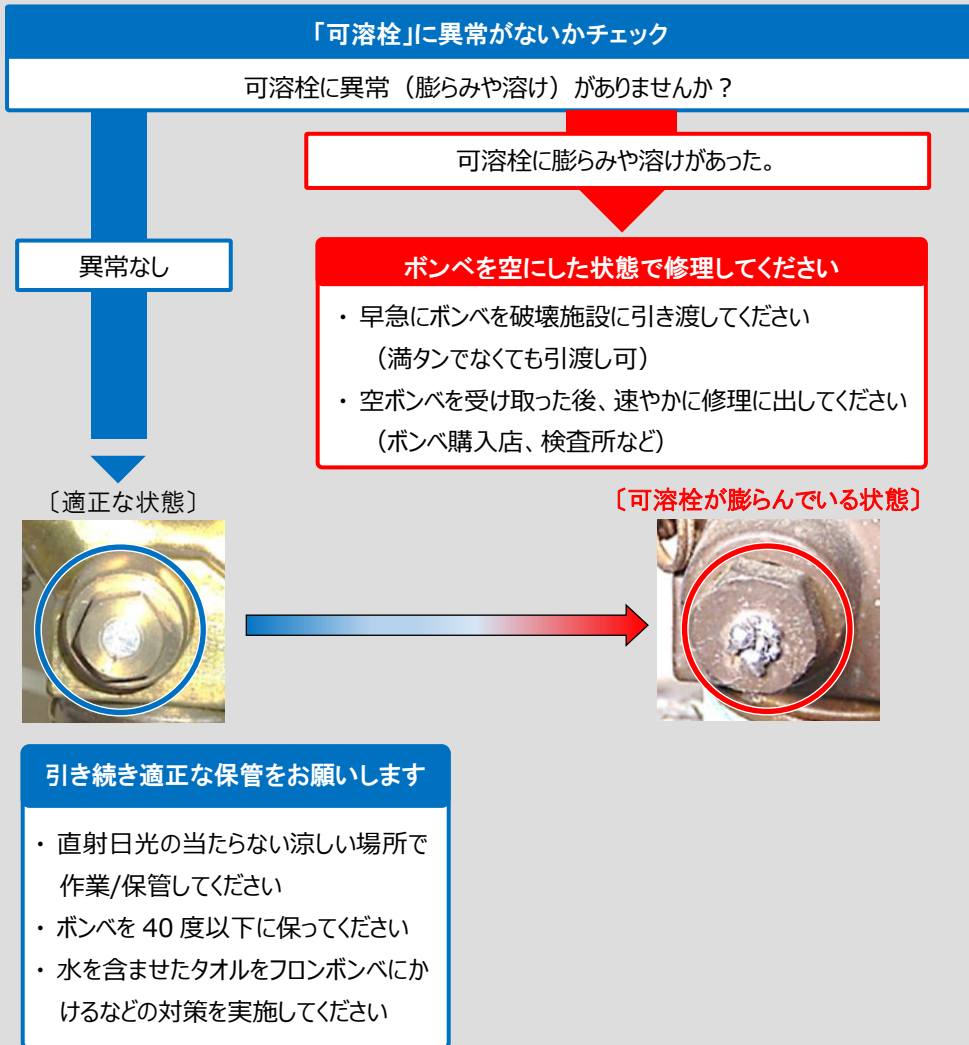 「可溶栓」に異常がないかチェック
可溶栓に異常（膨らみや溶け）がありませんか？
可溶栓に膨らみや溶けがあった。
異常なし
ボンベを空にした状態で修理してください
・ 早急にボンベを破壊施設に引き渡してください
（満タンでなくても引渡し可）
・ 空ボンベを受け取った後、速やかに修理に出してください
（ボンベ購入店、検査所など）
〔適正な状態〕
〔可溶栓が膨らんでいる状態〕
引き続き適正な保管をお願いします
・ 直射日光の当たらない涼しい場所で
作業/保管してください
・ ボンベを 40 度以下に保ってください
・ 水を含ませたタオルをフロンボンベにか
けるなどの対策を実施してください